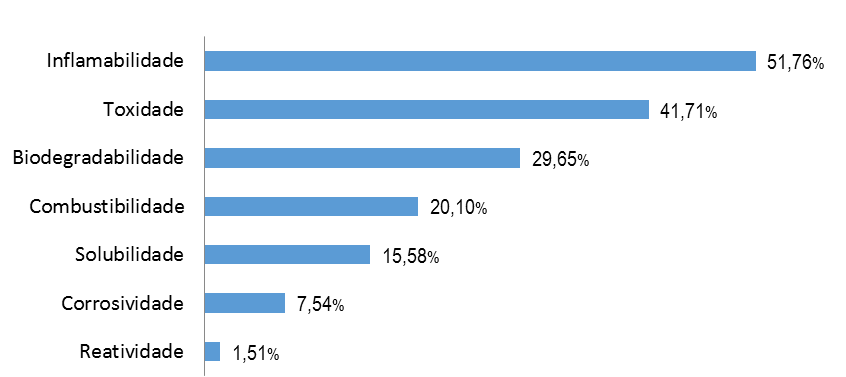 Inflamabilidade 51,76%
Toxidade 41,71%
Biodegradabilidade 29,65%
Combustibilidade 20,10%
Solubilidade 15,58%
Corrosividade 7,54%
Reatividade 1,51%